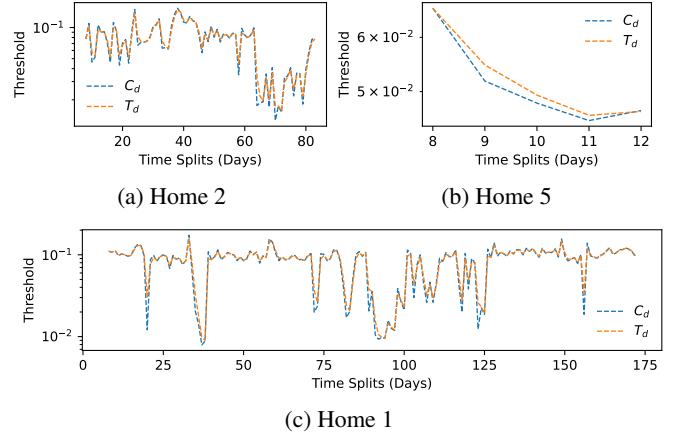 10⁻¹
Threshold
C_d
T_d
20 40 60 80
Time Splits (Days)
(a) Home 2
6 × 10⁻²
5 × 10⁻²
Threshold
C_d
T_d
8 9 10 11 12
Time Splits (Days)
(b) Home 5
10⁻¹
10⁻²
Threshold
C_d
T_d
0 25 50 75 100 125 150 175
Time Splits (Days)
(c) Home 1